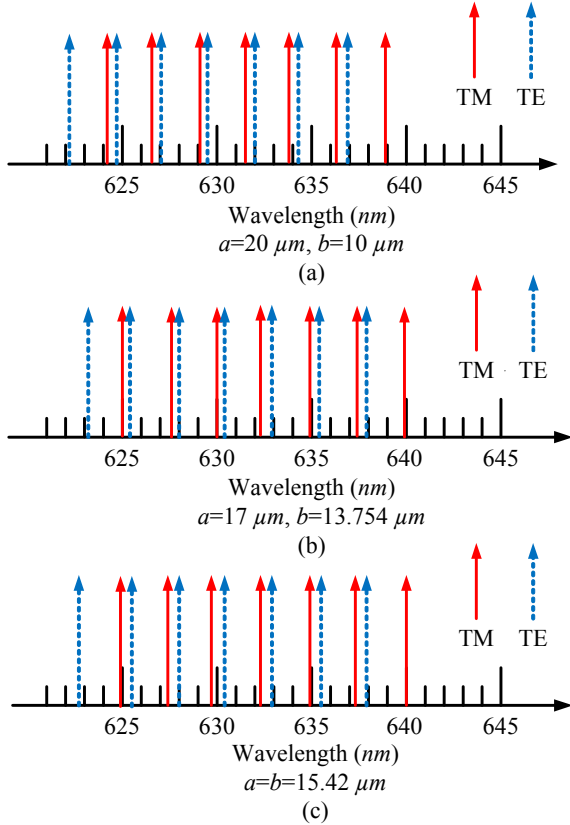 TM TE
625 630 635 640 645
Wavelength (nm)
a=20 µm, b=10 µm
(a)
TM TE
625 630 635 640 645
Wavelength (nm)
a=17 µm, b=13.754 µm
(b)
TM TE
625 630 635 640 645
Wavelength (nm)
a=b=15.42 µm
(c)